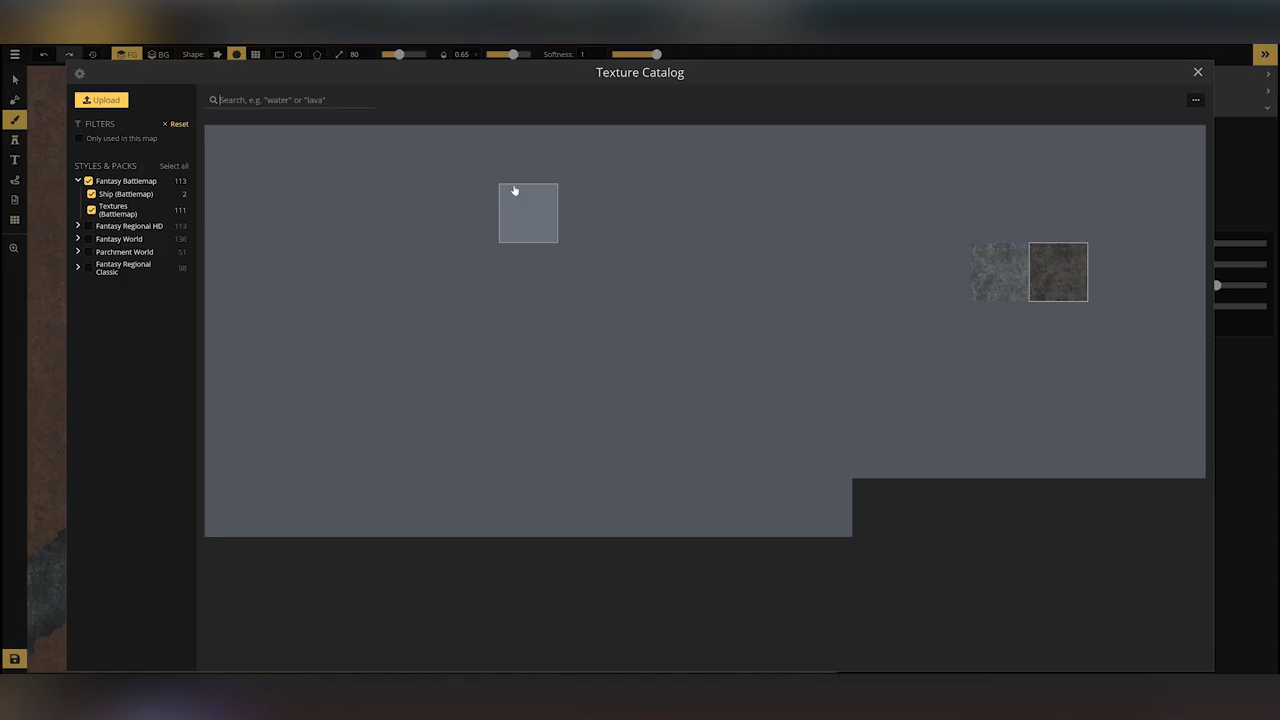 FG
BG
Shape:
80
0.65
Softness: 1
Texture Catalog
Upload
Search, e.g. "water" or "lava"
FILTERS
× Reset
Only used in this map
STYLES & PACKS
Select all
Fantasy Battlemap 113
Ship (Battlemap) 2
Textures
(Battlemap) 111
Fantasy Regional HD 113
Fantasy World 136
Parchment World 51
Fantasy Regional
Classic 98